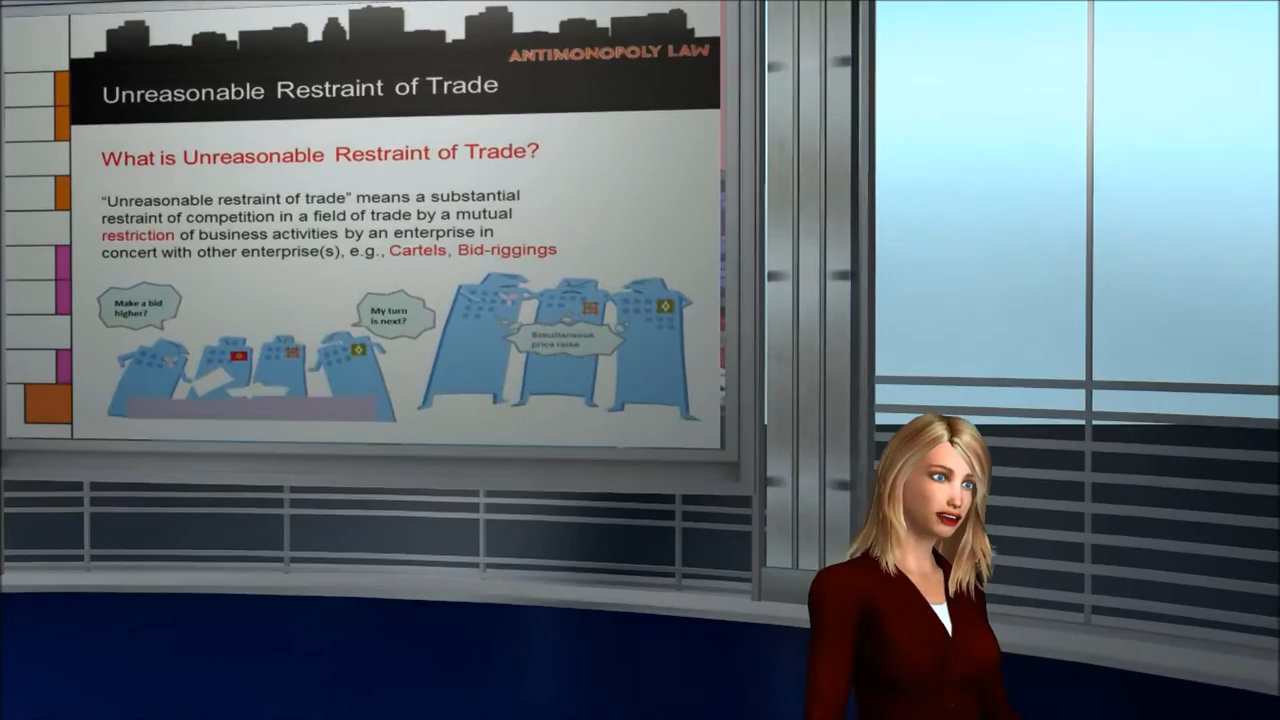 ANTIMONOPOLY LAW
Unreasonable Restraint of Trade
What is Unreasonable Restraint of Trade?
“Unreasonable restraint of trade” means a substantial
restraint of competition in a field of trade by a mutual
restriction of business activities by an enterprise in
concert with other enterprise(s), e.g., Cartels, Bid-riggings
Make a bid
higher?
My turn
is next?
Simultaneous
price raise